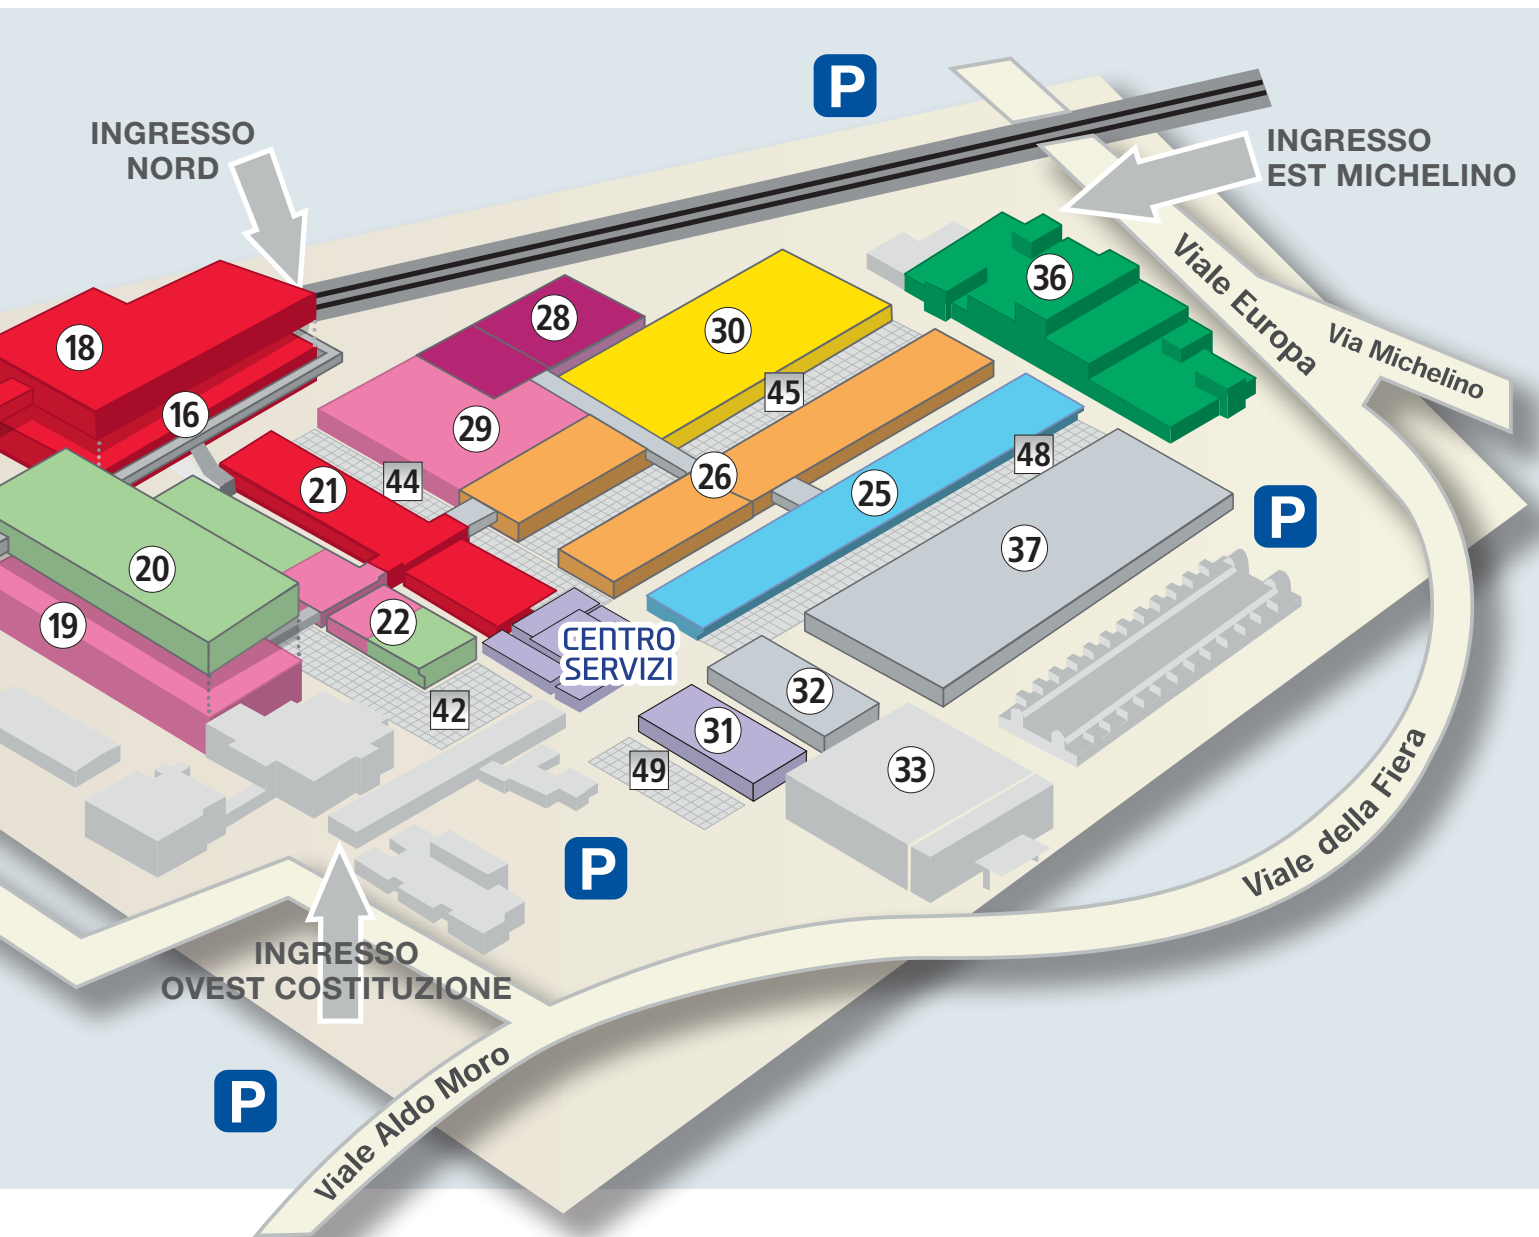 P
INGRESSO
NORD
INGRESSO
EST MICHELINO
Viale Europa
Via Michelino
36
28
30
18
45
16
29
48
44
26
21
25
P
37
20
22
19
CENTRO
SERVIZI
32
42
31
49
33
Viale della Fiera
P
INGRESSO
OVEST COSTITUZIONE
P
Viale Aldo Moro